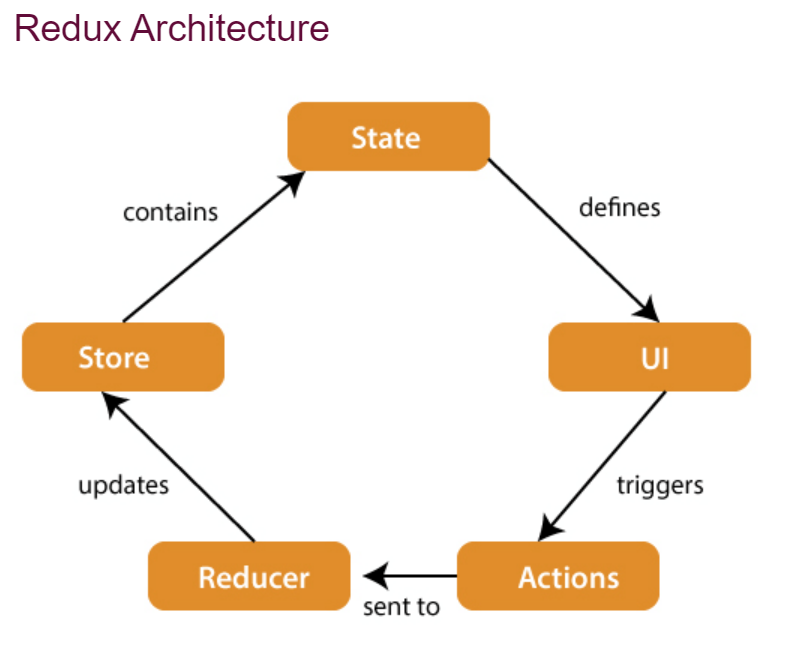 Redux Architecture
State
contains
defines
Store
UI
updates
triggers
Reducer
Actions
sent to